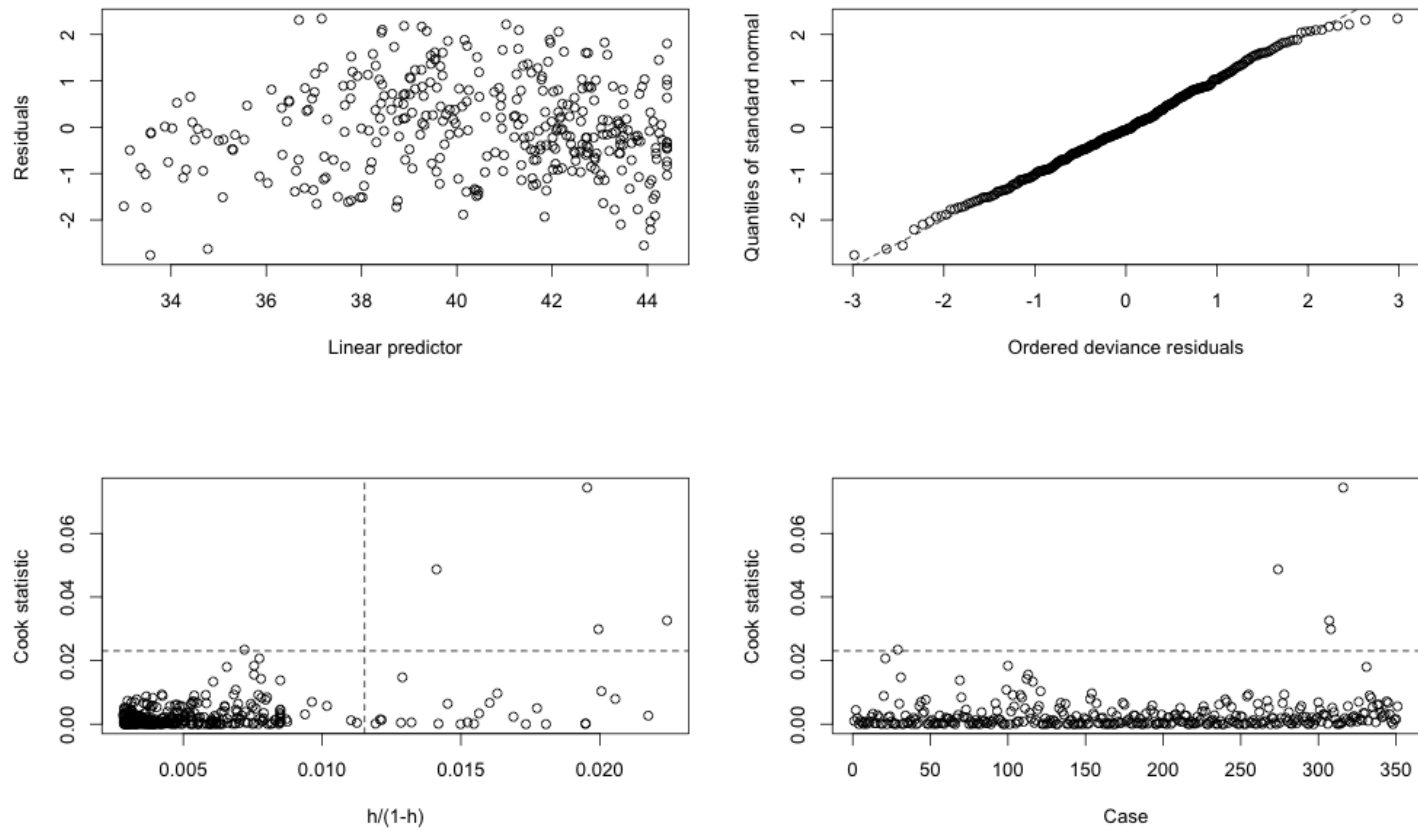 Residuals
2
1
0
-1
-2
34 36 38 40 42 44
Linear predictor
Quantiles of standard normal
2
1
0
-1
-2
-3 -2 -1 0 1 2 3
Ordered deviance residuals
Cook statistic
0.06
0.04
0.02
0.00
0.005 0.010 0.015 0.020
h/(1-h)
Cook statistic
0.06
0.04
0.02
0.00
0 50 100 150 200 250 300 350
Case